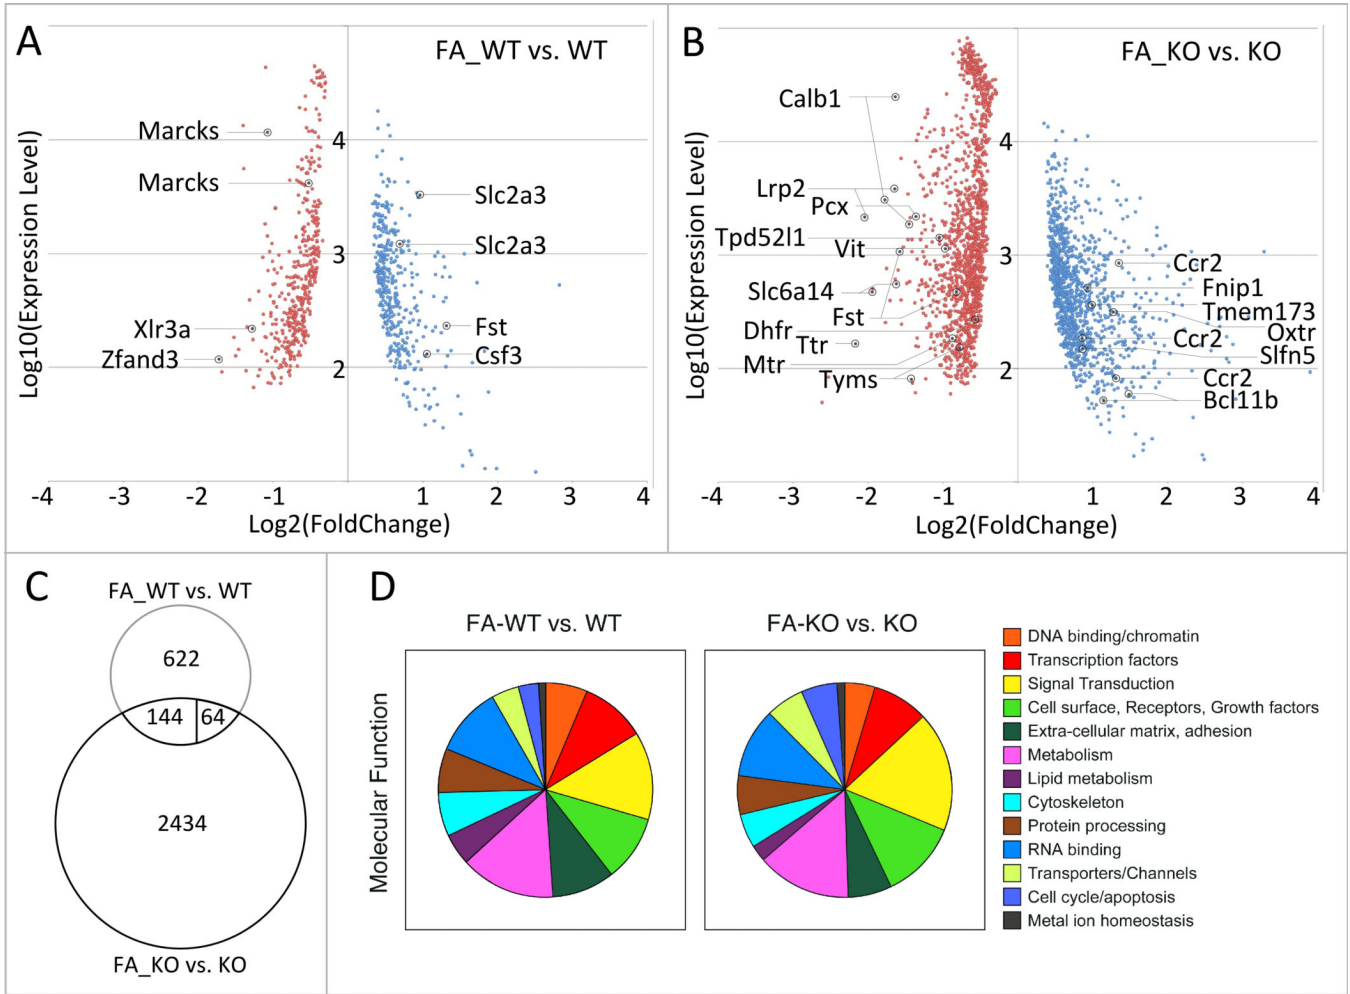 A
FA_WT vs. WT
Log10(Expression Level)
Marcks
Marcks
Xlr3a
Zfand3
Slc2a3
Slc2a3
Fst
Csf3
4
3
2
-4
-3
-2
-1
1
2
3
4
Log2(FoldChange)
B
FA_KO vs. KO
Log10(Expression Level)
Calb1
Lrp2
Pcx
Tpd52l1
Vit
Slc6a14
Fst
Dhfr
Ttr
Mtr
Tyms
Ccr2
Fnip1
Tmem173
Oxtr
Ccr2
Slfn5
Ccr2
Bcl11b
4
3
2
-4
-3
-2
-1
1
2
3
4
Log2(FoldChange)
C
FA_WT vs. WT
622
144
64
2434
FA_KO vs. KO
D
FA-WT vs. WT
FA-KO vs. KO
Molecular Function
DNA binding/chromatin
Transcription factors
Signal Transduction
Cell surface, Receptors, Growth factors
Extra-cellular matrix, adhesion
Metabolism
Lipid metabolism
Cytoskeleton
Protein processing
RNA binding
Transporters/Channels
Cell cycle/apoptosis
Metal ion homeostasis